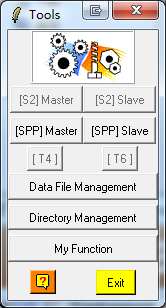 Tools
[S2] Master [S2] Slave
[SPP] Master [SPP] Slave
[ T4 ] [ T6 ]
Data File Management
Directory Management
My Function
? Exit